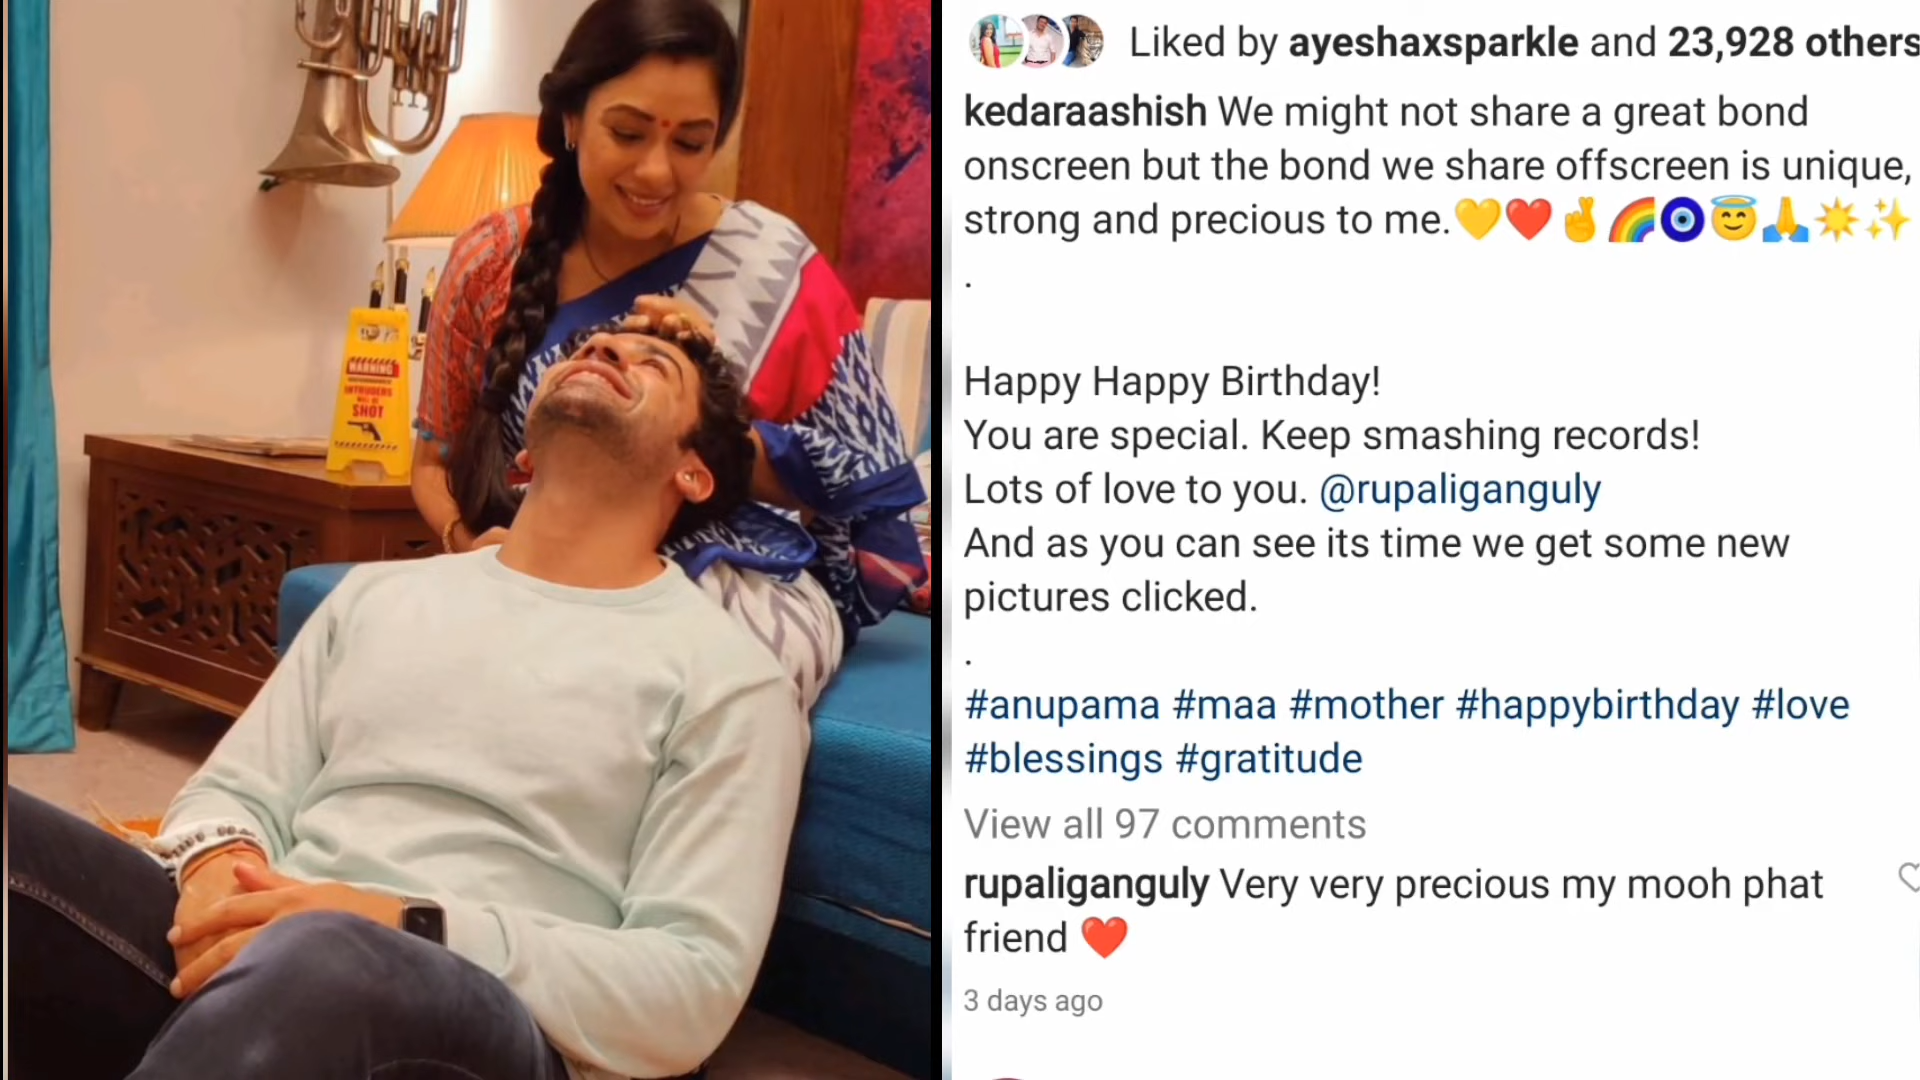 WARNING
INTRUDERS
WILL BE
SHOT
Liked by ayeshaxsparkle and 23,928 others
kedaraashish We might not share a great bond
onscreen but the bond we share offscreen is unique,
strong and precious to me.💛❤️🤞🌈🧿😇🙏☀️✨
.
Happy Happy Birthday!
You are special. Keep smashing records!
Lots of love to you. @rupaliganguly
And as you can see its time we get some new
pictures clicked.
.
#anupama #maa #mother #happybirthday #love
#blessings #gratitude
View all 97 comments
rupaliganguly Very very precious my mooh phat
friend ❤️
3 days ago